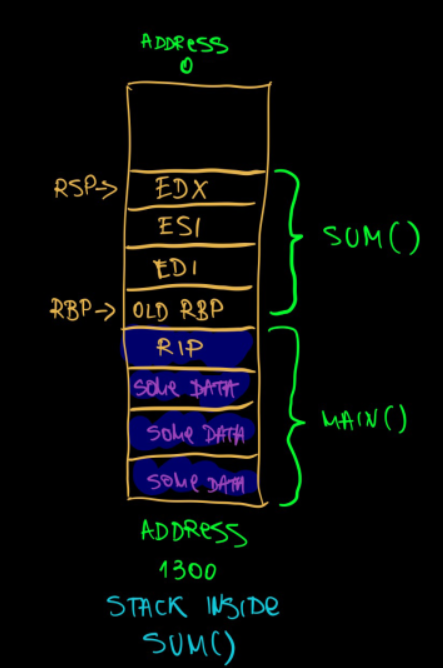 ADDRESS
0
RSP→ EDX
ESI
SUM()
EDI
RBP→ OLD RBP
RIP
SOME DATA
MAIN()
SOME DATA
SOME DATA
ADDRESS
1300
STACK INSIDE
SUM()